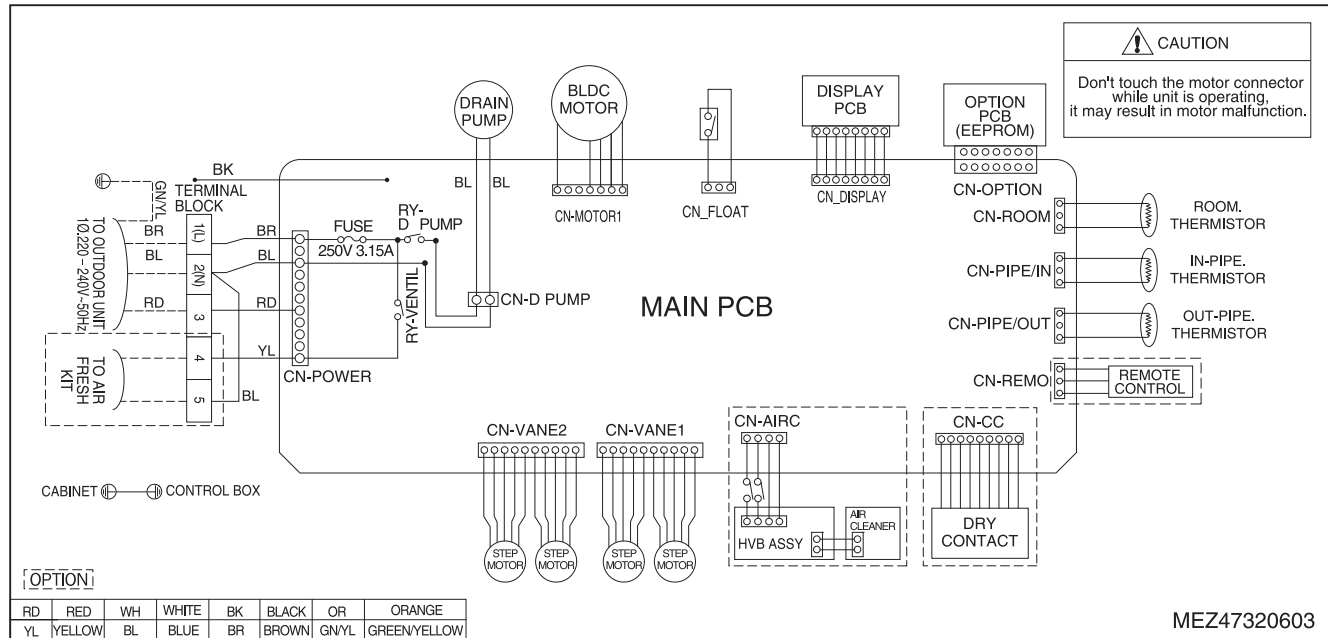 CAUTION
Don't touch the motor connector
while unit is operating,
it may result in motor malfunction.
DRAIN
PUMP
BLDC
MOTOR
DISPLAY
PCB
OPTION
PCB
(EEPROM)
BL
BL
CN-MOTOR1
CN_FLOAT
CN_DISPLAY
CN-OPTION
BK
GN/YL
TERMINAL
BLOCK
TO OUTDOOR UNIT
1Ø,220 - 240V~50Hz
BR
BL
RD
1(L)
2(N)
3
4
5
BR
BL
RD
YL
BL
TO AIR
FRESH
KIT
FUSE
250V 3.15A
RY-
D PUMP
RY-VENTIL
CN-D PUMP
CN-POWER
MAIN PCB
CN-ROOM
ROOM.
THERMISTOR
CN-PIPE/IN
IN-PIPE.
THERMISTOR
CN-PIPE/OUT
OUT-PIPE.
THERMISTOR
CN-REMO
REMOTE
CONTROL
CN-VANE2
CN-VANE1
CN-AIRC
CN-CC
STEP
MOTOR
STEP
MOTOR
STEP
MOTOR
STEP
MOTOR
HVB ASSY
AIR
CLEANER
DRY
CONTACT
CABINET
CONTROL BOX
OPTION
RD RED WH WHITE BK BLACK OR ORANGE
YL YELLOW BL BLUE BR BROWN GN/YL GREEN/YELLOW
MEZ47320603